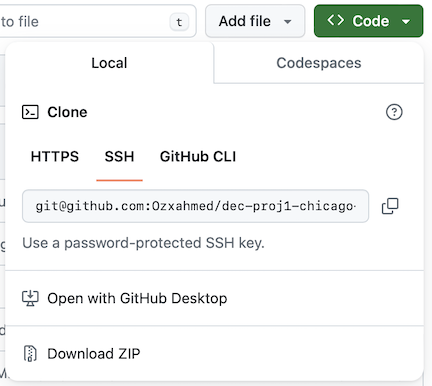 to file
t
Add file
<> Code
Local
Codespaces
Clone
?
HTTPS
SSH
GitHub CLI
git@github.com:Ozxahmed/dec-proj1-chicago-
Use a password-protected SSH key.
Open with GitHub Desktop
Download ZIP